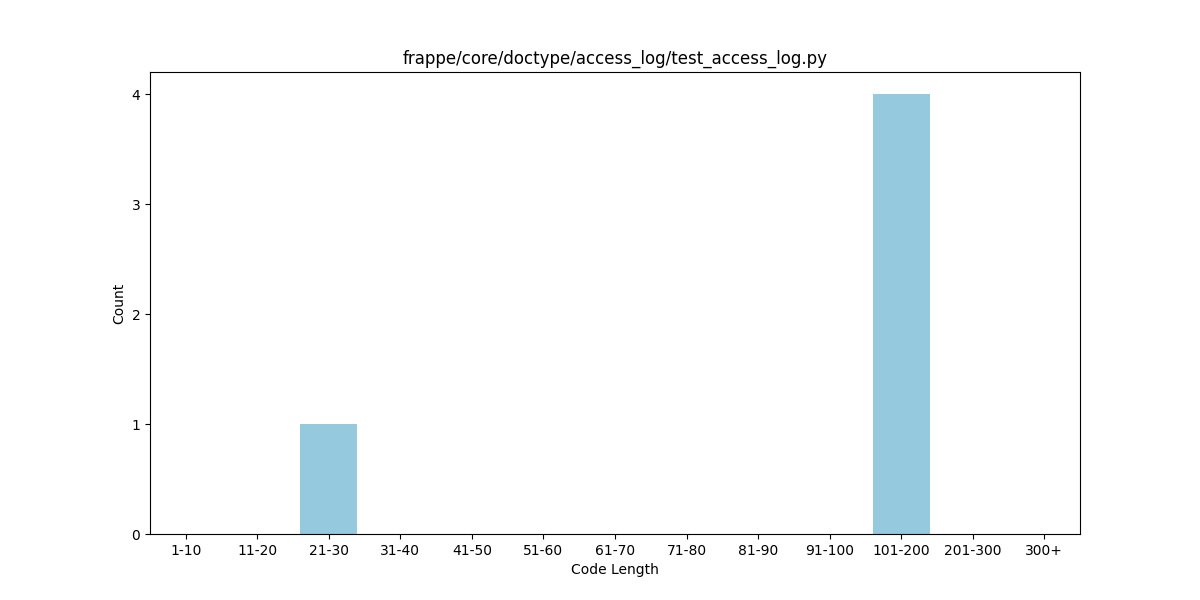 frappe/core/doctype/access_log/test_access_log.py
4
3
2
1
0
Count
1-10 11-20 21-30 31-40 41-50 51-60 61-70 71-80 81-90 91-100 101-200 201-300 300+
Code Length